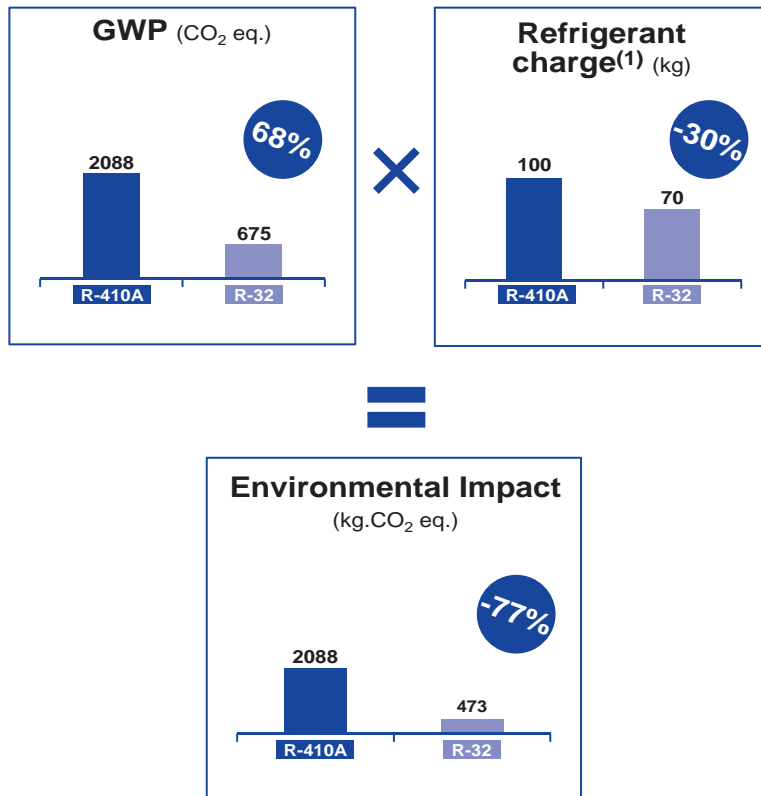 GWP (CO₂ eq.)
68%
2088
675
R-410A R-32
×
Refrigerant
charge⁽¹⁾ (kg)
-30%
100
70
R-410A R-32
=
Environmental Impact
(kg.CO₂ eq.)
-77%
2088
473
R-410A R-32